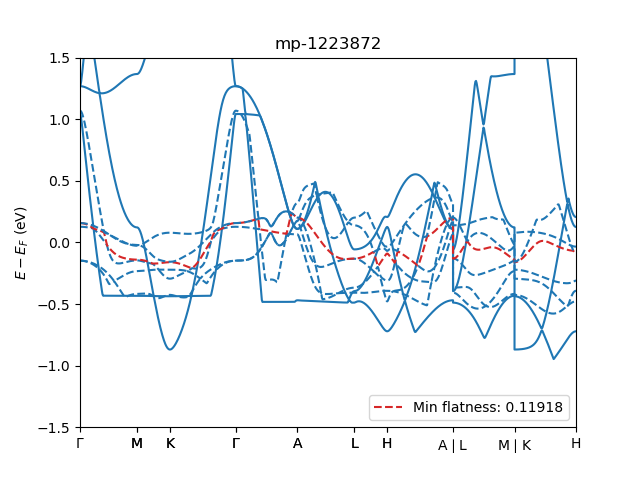 mp-1223872
E − E_F (eV)
1.5
1.0
0.5
0.0
−0.5
−1.0
−1.5
Min flatness: 0.11918
Γ M K Γ A L H A | L M | K H